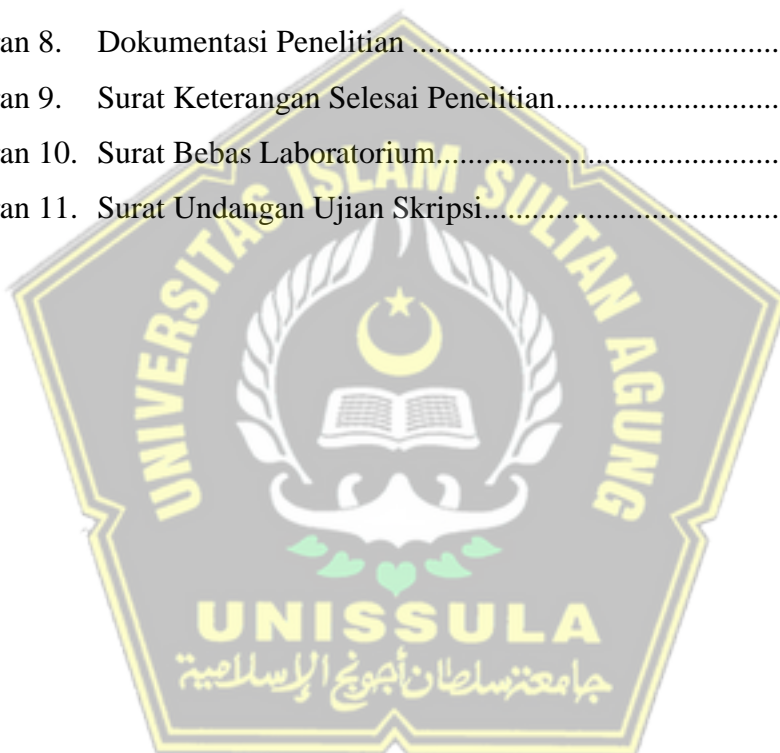 an 8. Dokumentasi Penelitian ................................................
an 9. Surat Keterangan Selesai Penelitian................................
an 10. Surat Bebas Laboratorium..............................................
an 11. Surat Undangan Ujian Skripsi.......................................
UNIVERSITAS ISLAM SULTAN AGUNG
UNISSULA
جامعة سلطان أجونج الإسلامية